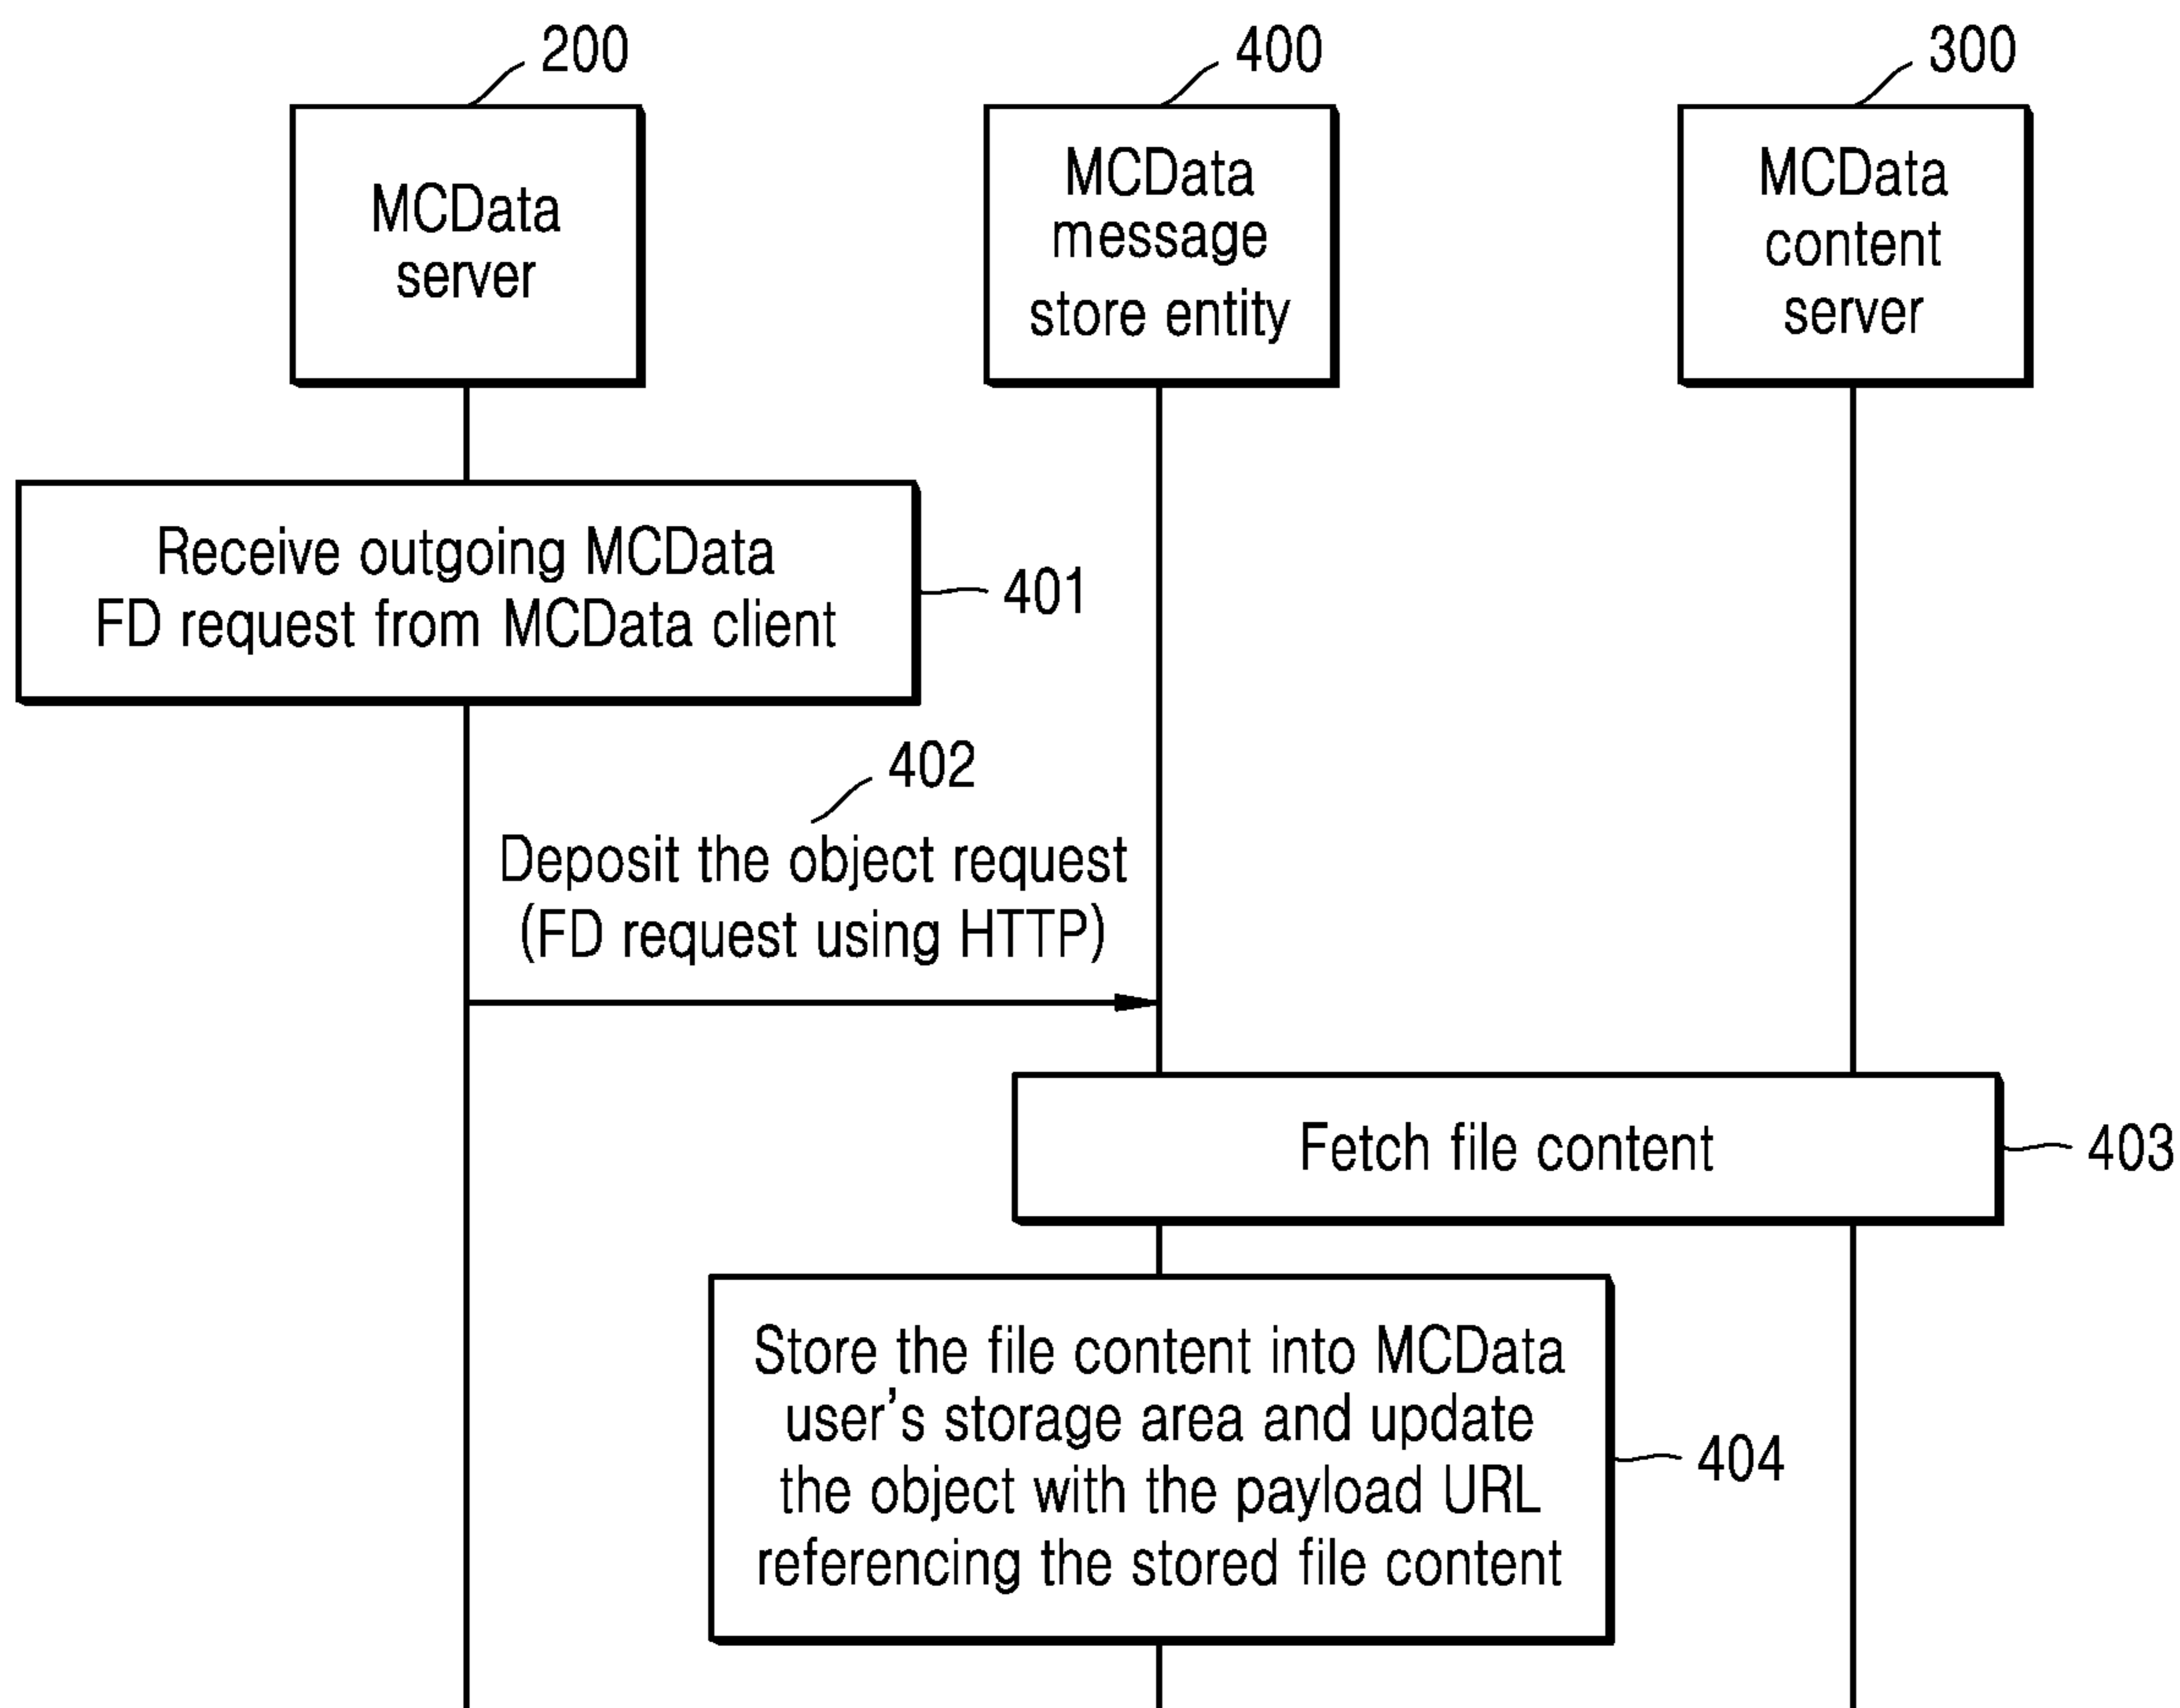 200
400
300
MCData
server
MCData
message
store entity
MCData
content
server
Receive outgoing MCData
FD request from MCData client
401
402
Deposit the object request
(FD request using HTTP)
Fetch file content
403
Store the file content into MCData
user's storage area and update
the object with the payload URL
referencing the stored file content
404